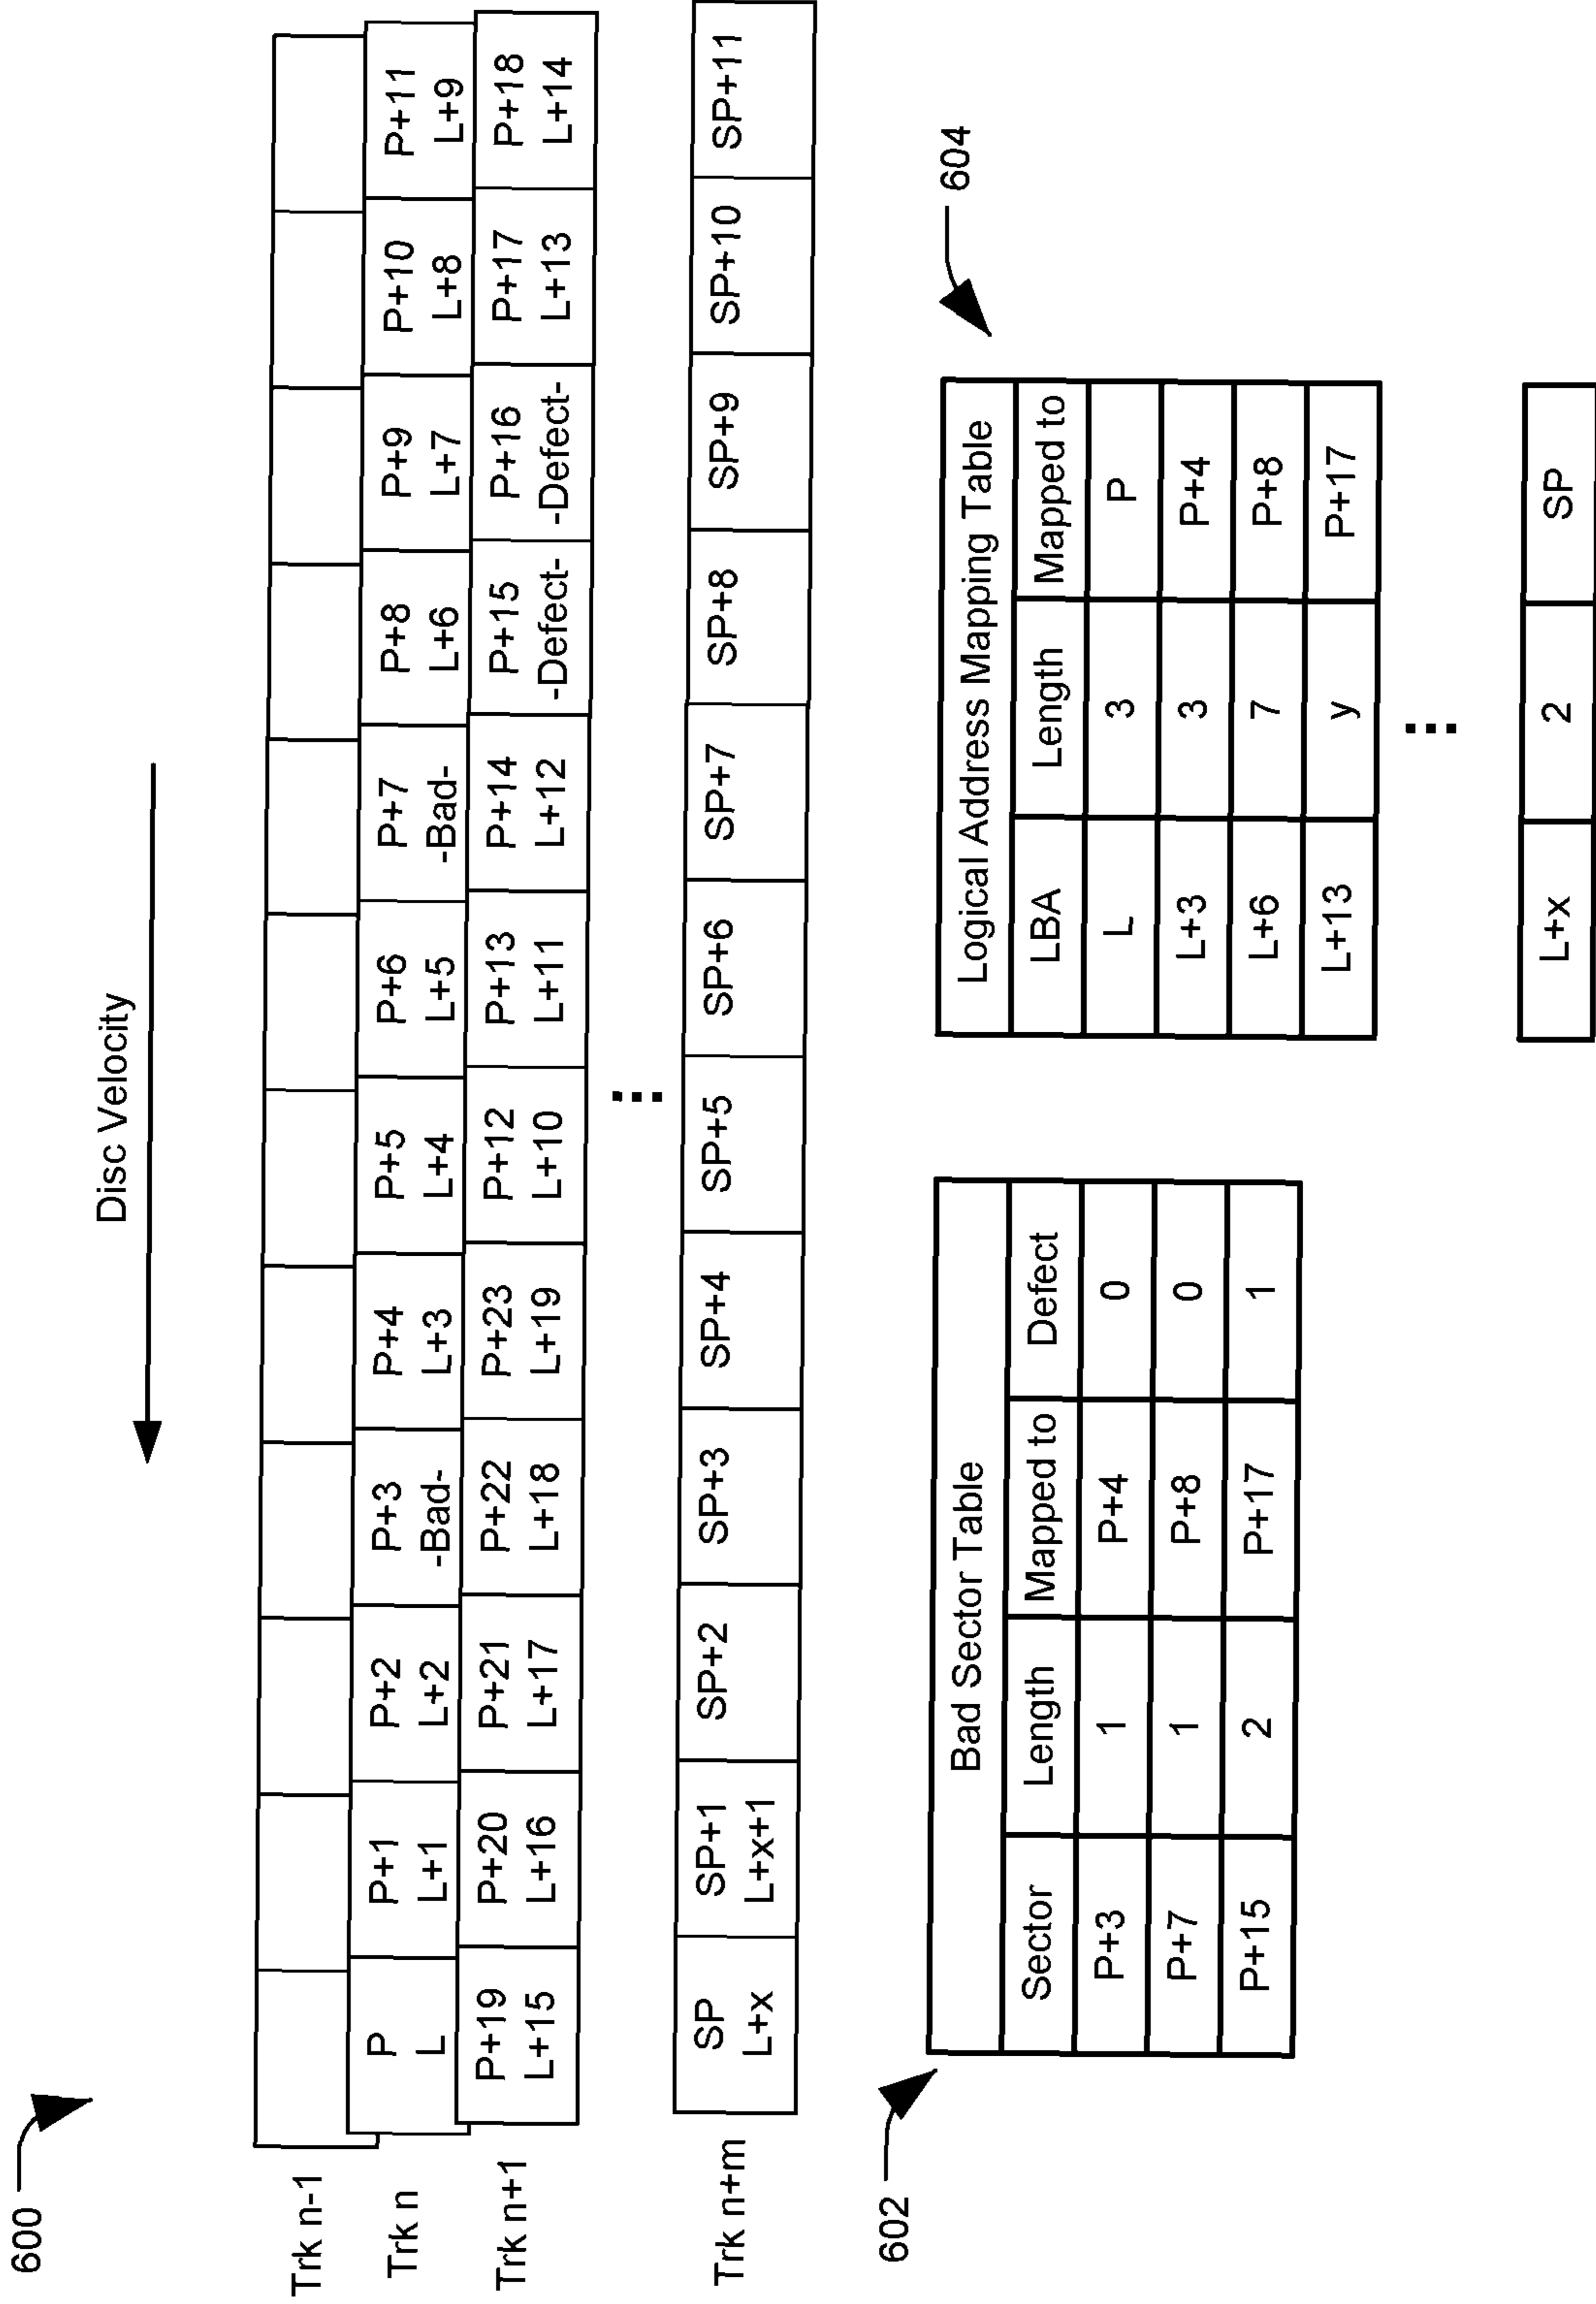 600
Disc Velocity
Trk n-1
Trk n
P P+1 P+2 P+3 P+4 P+5 P+6 P+7 P+8 P+9 P+10 P+11
L L+1 L+2 -Bad- L+3 L+4 L+5 -Bad- L+6 L+7 L+8 L+9
Trk n+1
P+19 P+20 P+21 P+22 P+23 P+12 P+13 P+14 P+15 P+16 P+17 P+18
L+15 L+16 L+17 L+18 L+19 L+10 L+11 L+12 -Defect- -Defect- L+13 L+14
Trk n+m
SP SP+1 SP+2 SP+3 SP+4 SP+5 SP+6 SP+7 SP+8 SP+9 SP+10 SP+11
L+x L+x+1
602
Bad Sector Table
Sector Length Mapped to Defect
P+3 1 P+4 0
P+7 1 P+8 0
P+15 2 P+17 1
604
Logical Address Mapping Table
LBA Length Mapped to
L 3 P
L+3 3 P+4
L+6 7 P+8
L+13 y P+17
L+x 2 SP